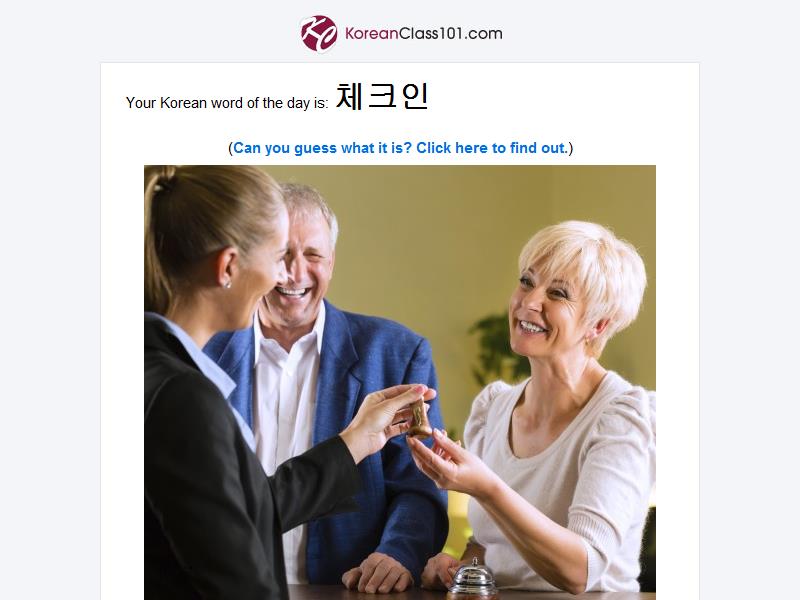 KoreanClass101.com
Your Korean word of the day is: 체크인
(Can you guess what it is? Click here to find out.)